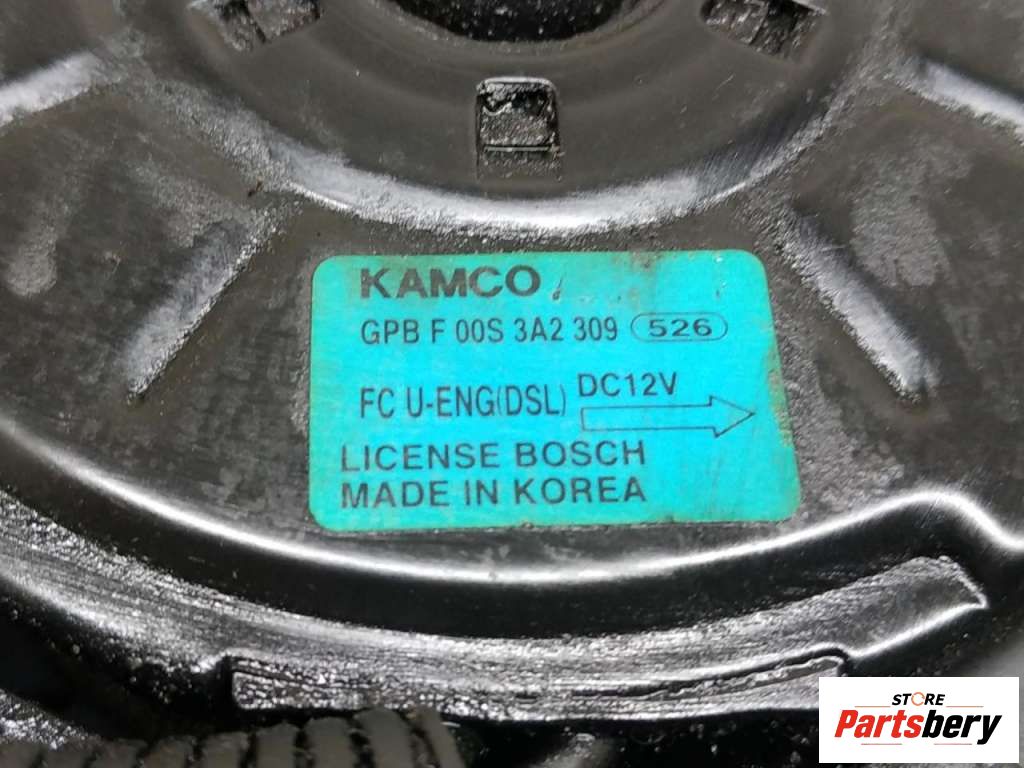 KAMCO
GPB F 00S 3A2 309 526
FC U-ENG(DSL) DC12V
LICENSE BOSCH
MADE IN KOREA
STORE
Partsbery